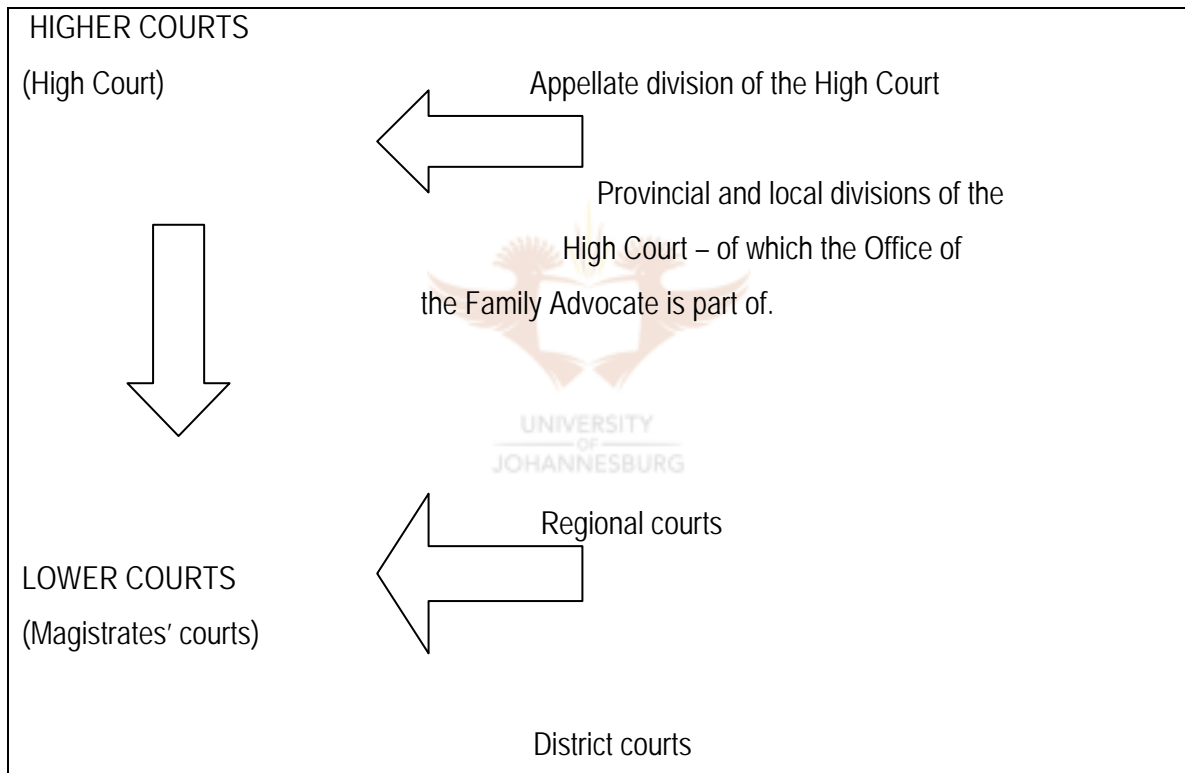 HIGHER COURTS
(High Court)
Appellate division of the High Court
Provincial and local divisions of the
High Court – of which the Office of
the Family Advocate is part of.
UNIVERSITY
OF
JOHANNESBURG
Regional courts
LOWER COURTS
(Magistrates’ courts)
District courts